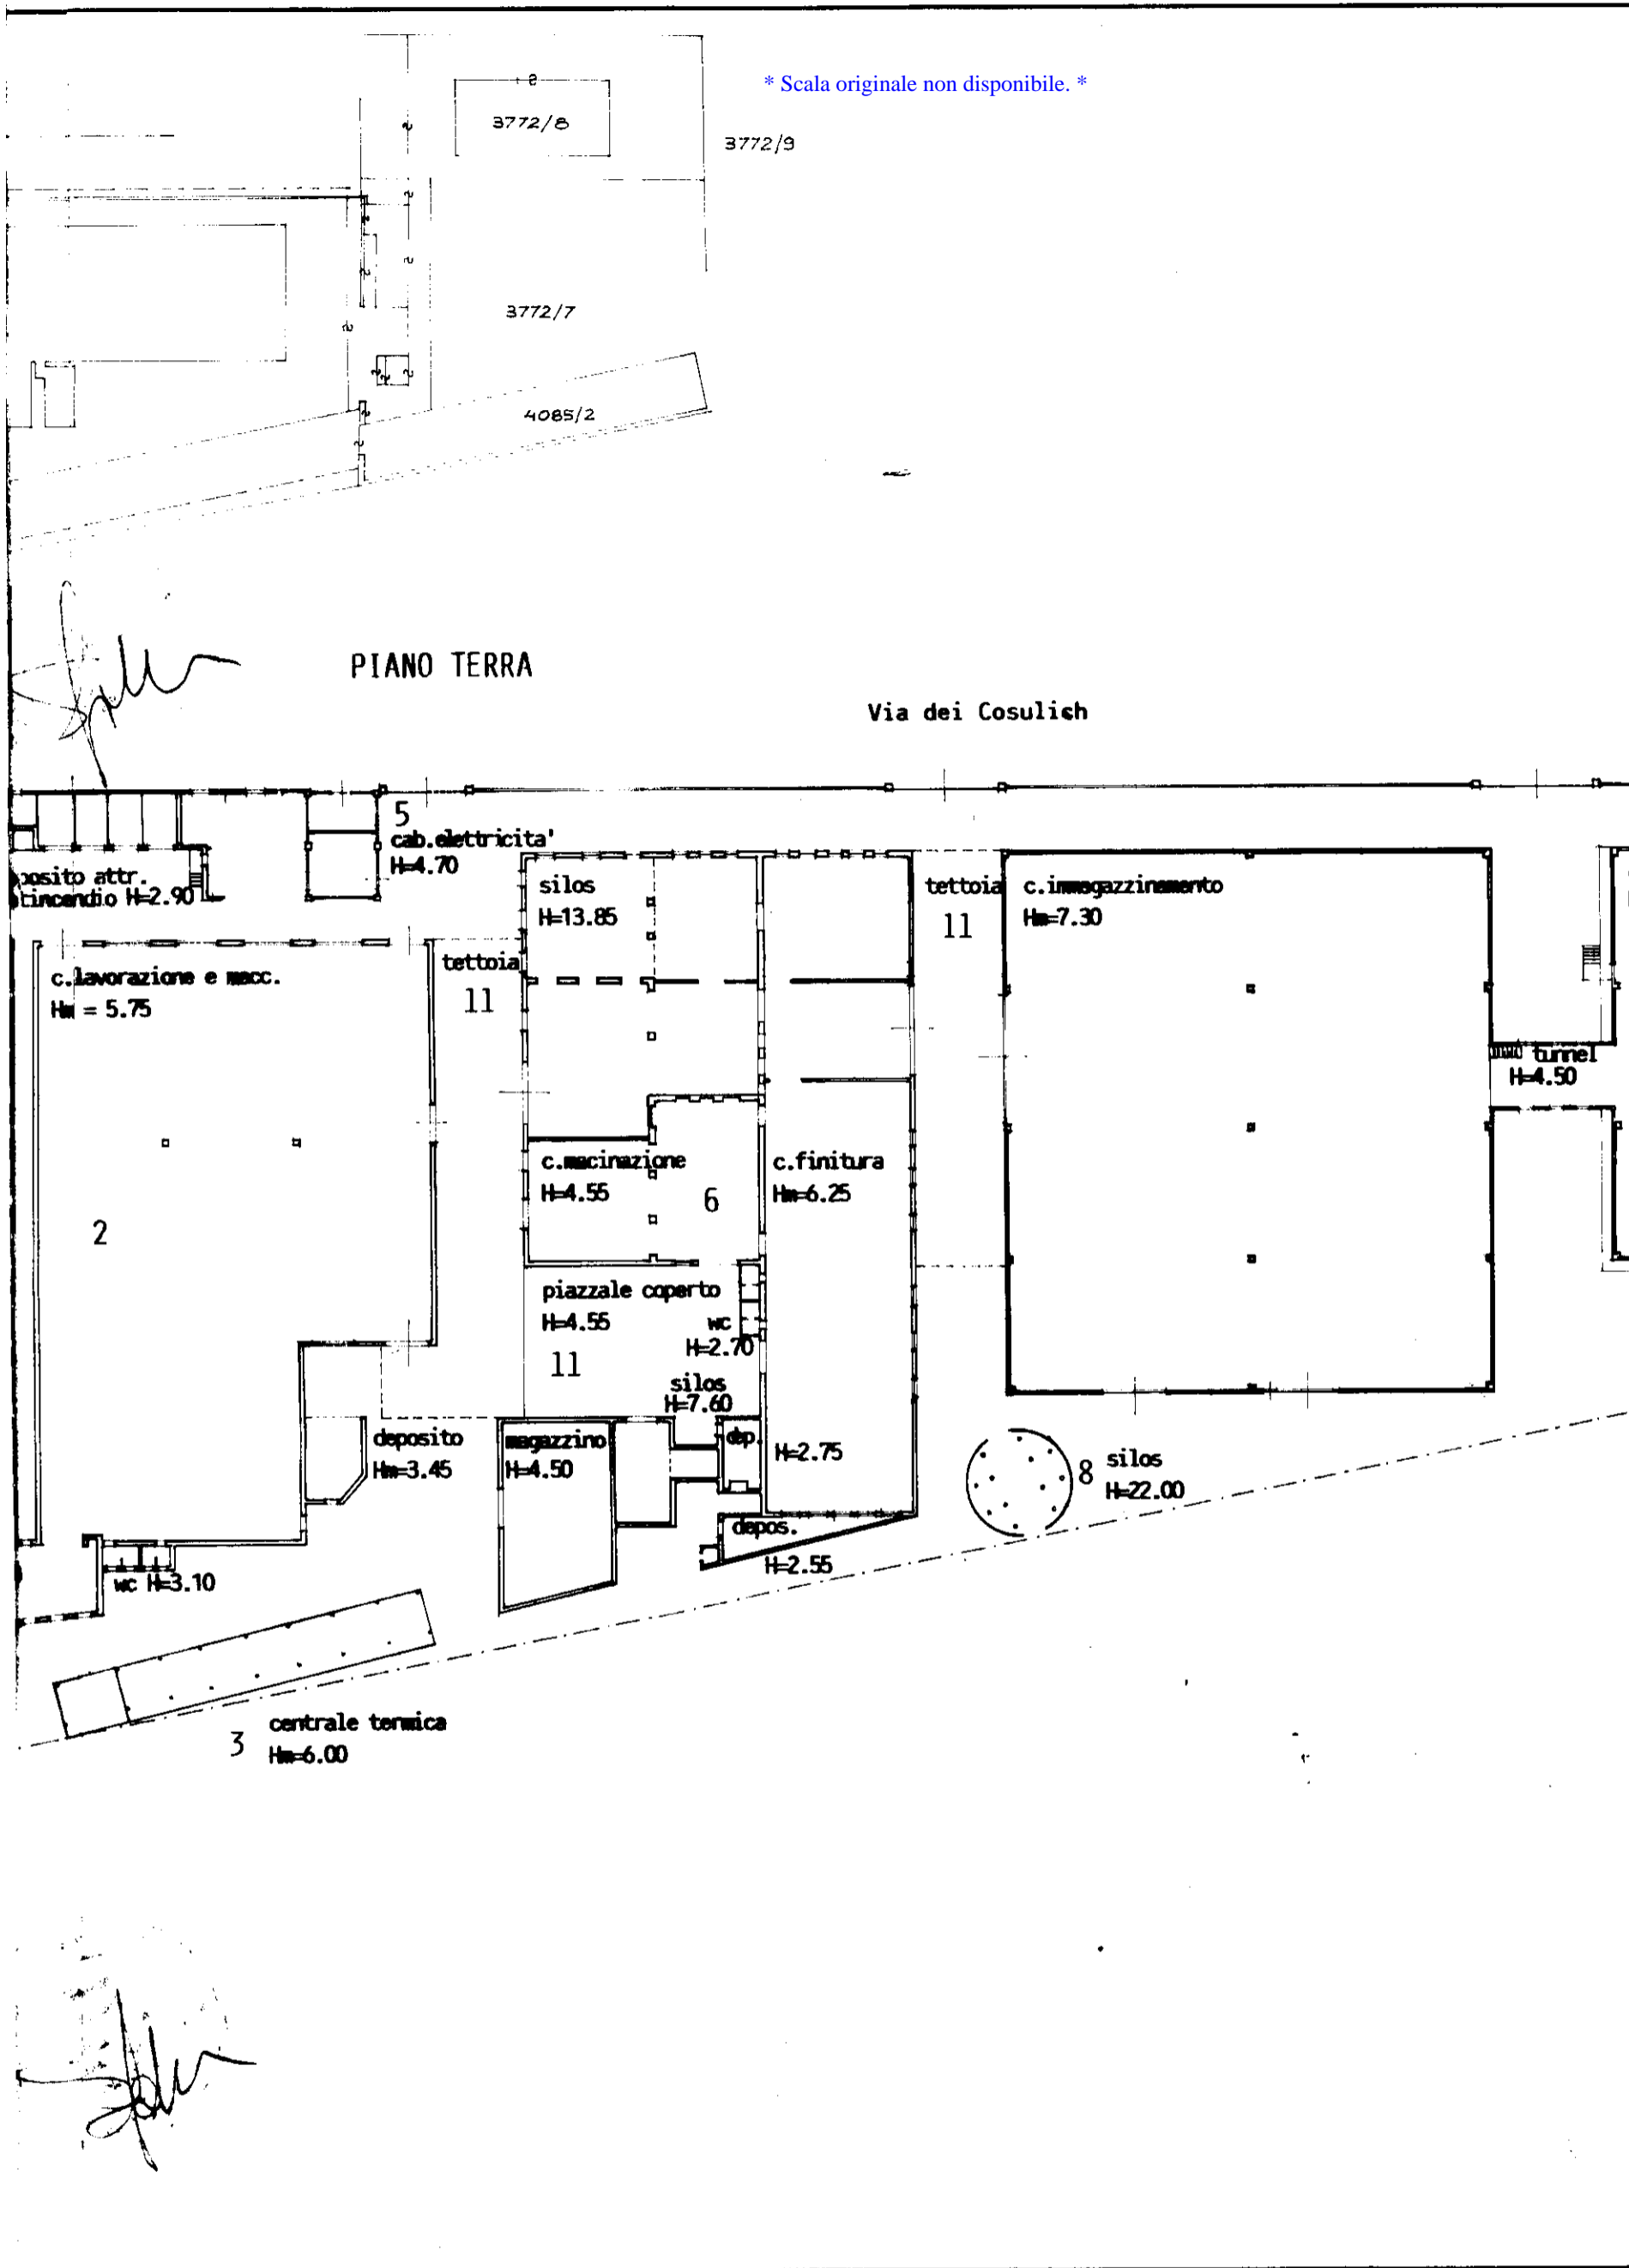 * Scala originale non disponibile. *
3772/8
3772/9
3772/7
4085/2
PIANO TERRA
Via dei Cosulich
5
cab.elettricita'
H=4.70
posito attr.
tincendio H=2.90
silos
H=13.85
tettoia
11
c.immagazzinamento
Hm=7.30
tettoia
11
c.lavorazione e macc.
Hm = 5.75
tunnel
H=4.50
c.macinazione
H=4.55
6
c.finitura
Hm=6.25
2
piazzale coperto
H=4.55
wc
H=2.70
11
silos
H=7.60
deposito
Hm=3.45
magazzino
H=4.50
dep.
H=2.75
8
silos
H=22.00
depos.
H=2.55
wc H=3.10
3
centrale termica
Hm=6.00